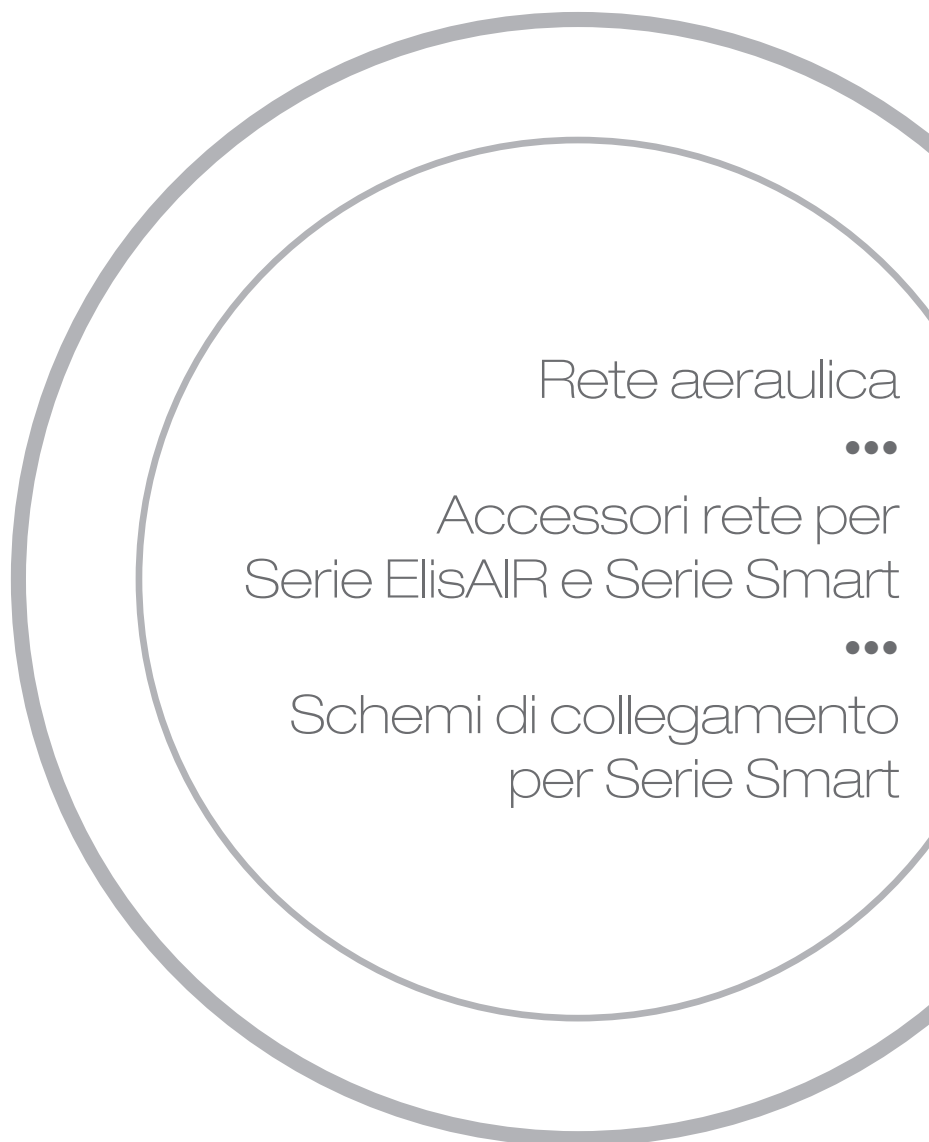 Rete aeraulica
•••
Accessori rete per
Serie ElisAIR e Serie Smart
•••
Schemi di collegamento
per Serie Smart